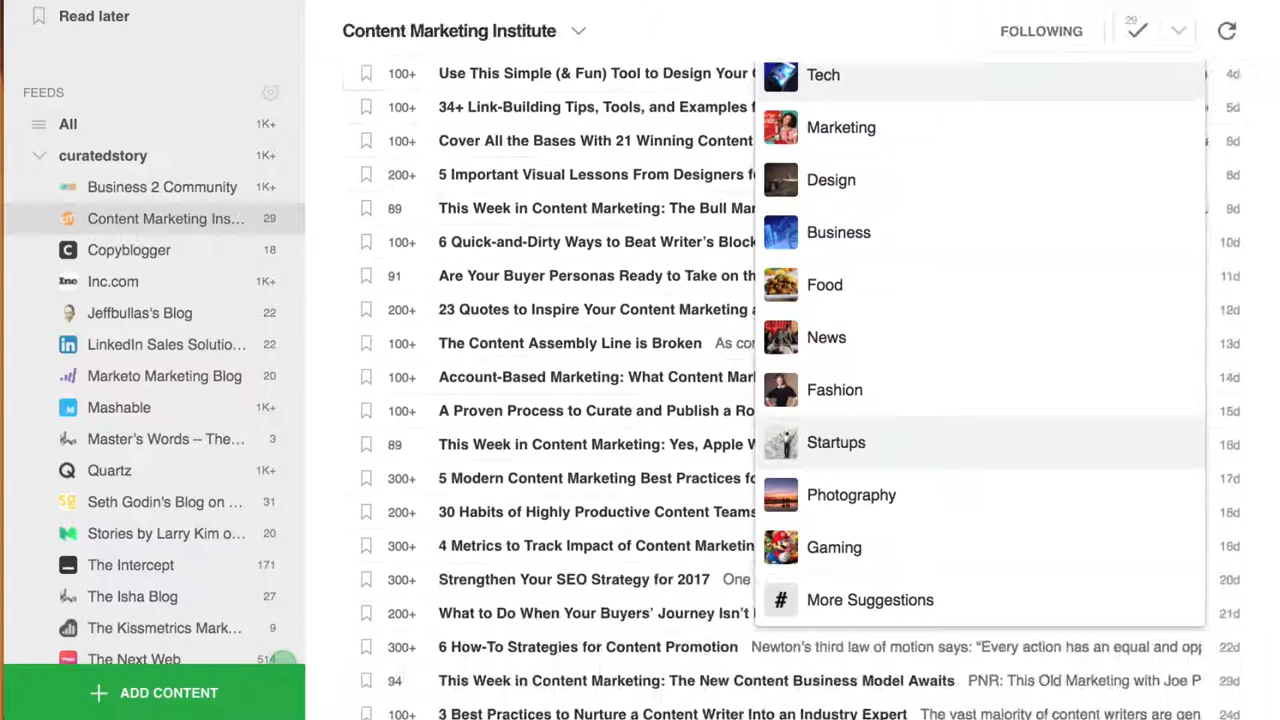 Read later
FEEDS
All 1K+
curatedstory 1K+
Business 2 Community 1K+
Content Marketing Ins... 29
Copyblogger 18
Inc.com 1K+
Jeffbullas's Blog 22
LinkedIn Sales Solutio... 22
Marketo Marketing Blog 20
Mashable 1K+
Master's Words – The... 3
Quartz 1K+
Seth Godin's Blog on ... 31
Stories by Larry Kim o... 20
The Intercept 171
The Isha Blog 27
The Kissmetrics Mark... 9
The Next Web 514
ADD CONTENT
Content Marketing Institute FOLLOWING 29
100+ Use This Simple (& Fun) Tool to Design Your 4d
100+ 34+ Link-Building Tips, Tools, and Examples 5d
100+ Cover All the Bases With 21 Winning Content 6d
200+ 5 Important Visual Lessons From Designers 8d
89 This Week in Content Marketing: The Bull 9d
100+ 6 Quick-and-Dirty Ways to Beat Writer's 10d
91 Are Your Buyer Personas Ready to Take on 11d
200+ 23 Quotes to Inspire Your Content Marketing 12d
100+ The Content Assembly Line is Broken As 13d
100+ Account-Based Marketing: What Content 14d
100+ A Proven Process to Curate and Publish a 15d
89 This Week in Content Marketing: Yes, Apple 16d
300+ 5 Modern Content Marketing Best Practices 17d
200+ 30 Habits of Highly Productive Content Teams 18d
300+ 4 Metrics to Track Impact of Content 19d
300+ Strengthen Your SEO Strategy for 2017 One 20d
200+ What to Do When Your Buyers' Journey Isn't 21d
300+ 6 How-To Strategies for Content Promotion Newton's third law of motion says: "Every action has an equal and 22d
94 This Week in Content Marketing: The New Content Business Model Awaits PNR: This Old Marketing with Joe P 23d
100+ 3 Best Practices to Nurture a Content Writer Into an Industry Expert The vast majority of content writers are gen 24d
Tech
Marketing
Design
Business
Food
News
Fashion
Startups
Photography
Gaming
# More Suggestions